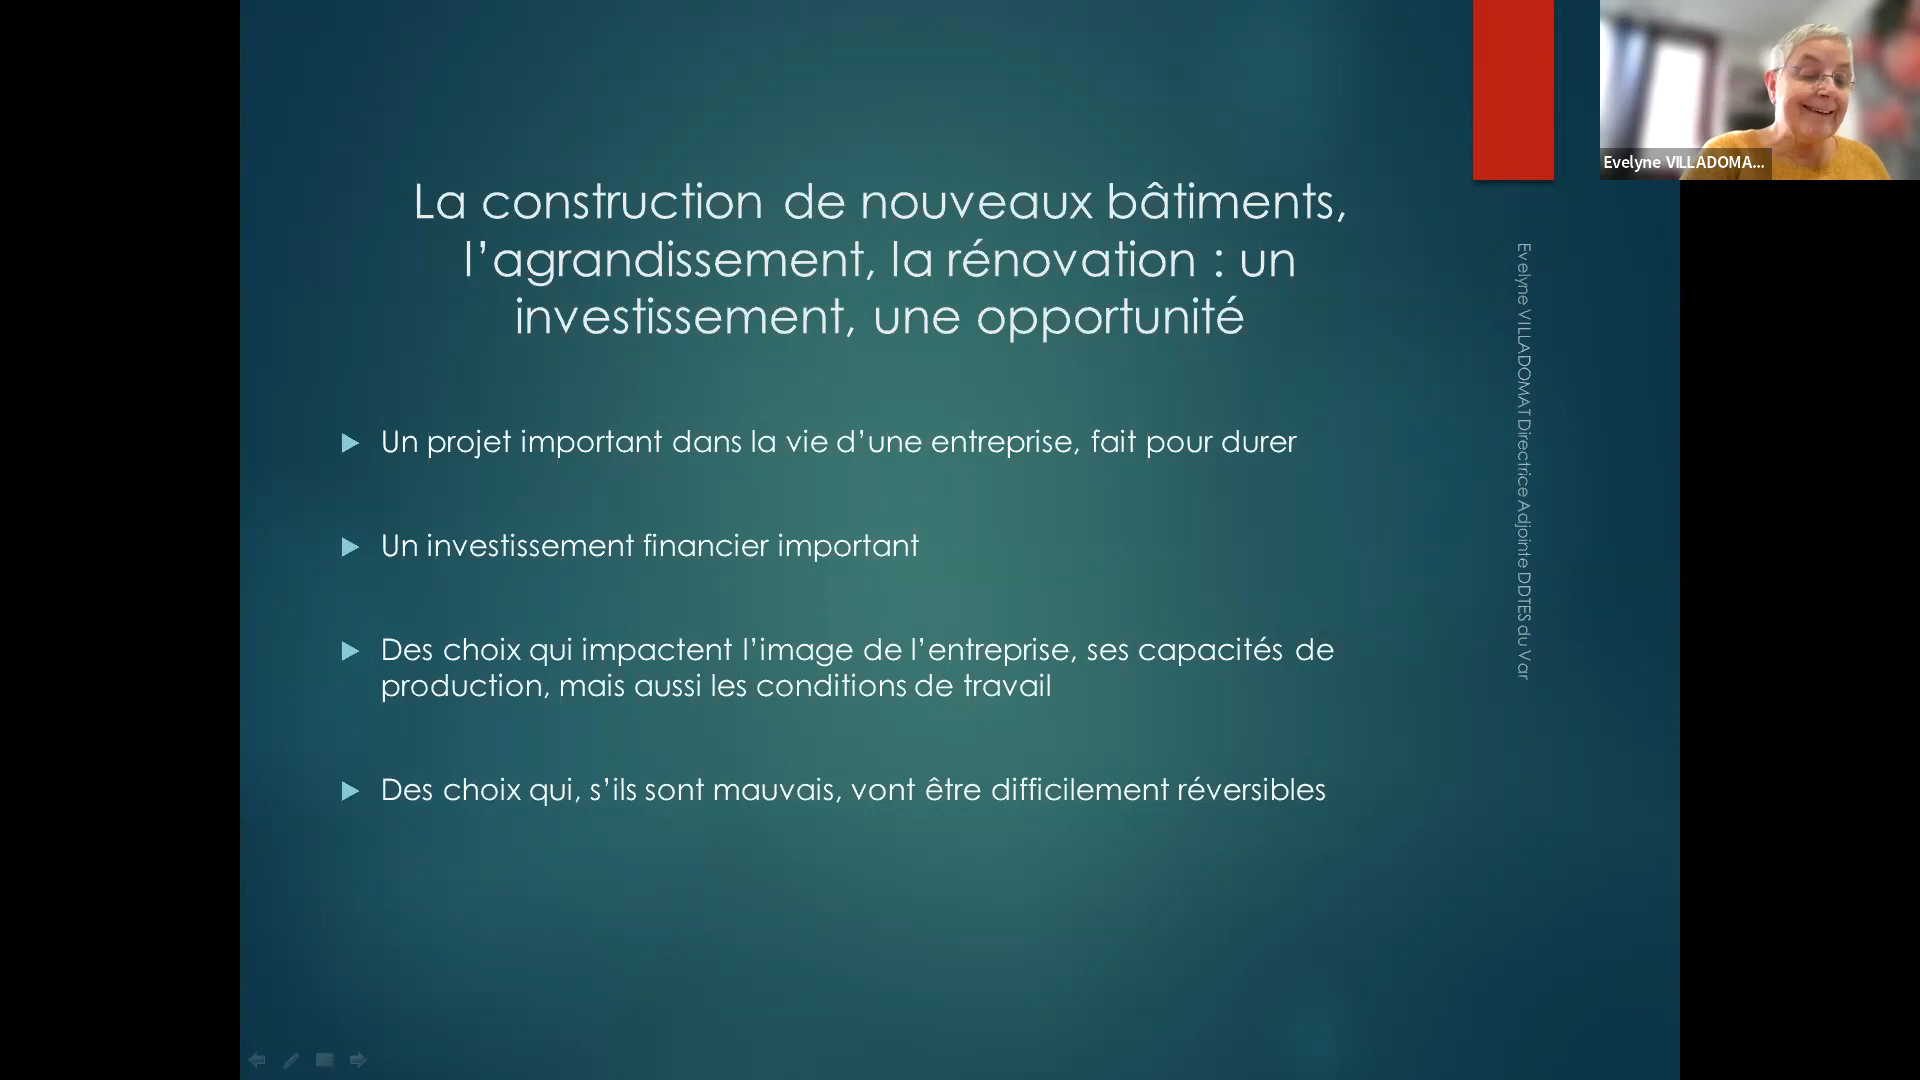 La construction de nouveaux bâtiments,
l’agrandissement, la rénovation : un
investissement, une opportunité
Un projet important dans la vie d’une entreprise, fait pour durer
Un investissement financier important
Des choix qui impactent l’image de l’entreprise, ses capacités de
production, mais aussi les conditions de travail
Des choix qui, s’ils sont mauvais, vont être difficilement réversibles
Evelyne VILLADOMAT Directrice Adjointe DDTES du Var
Evelyne VILLADOMA...